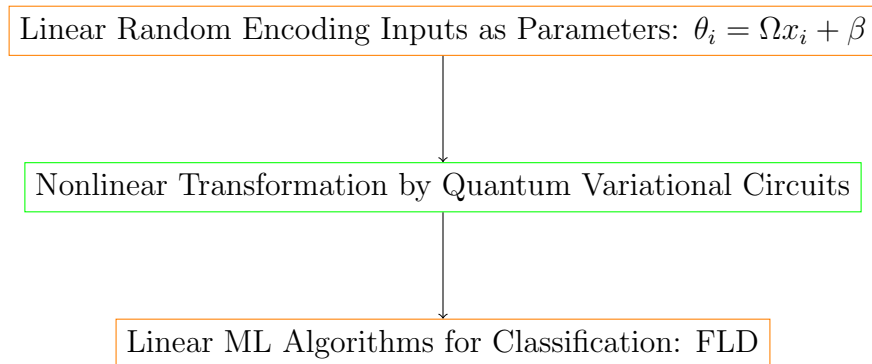 Linear Random Encoding Inputs as Parameters: θ_i = Ωx_i + β
Nonlinear Transformation by Quantum Variational Circuits
Linear ML Algorithms for Classification: FLD